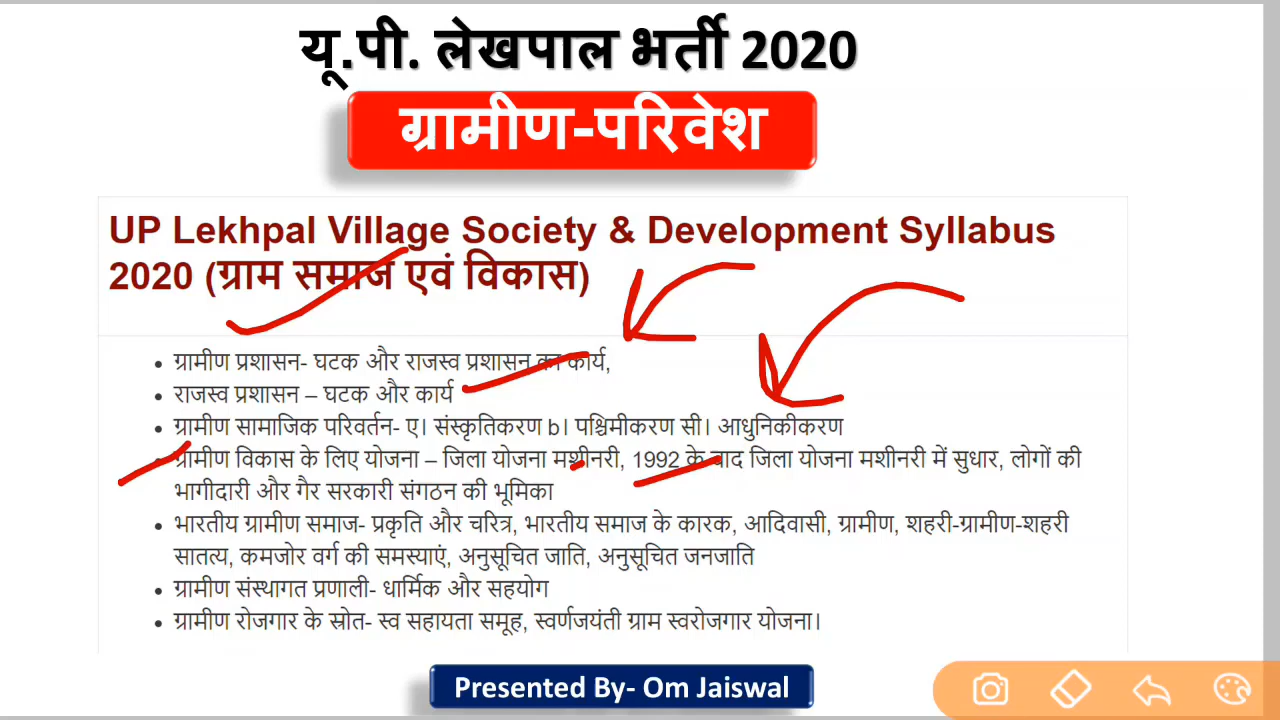 यू.पी. लेखपाल भर्ती 2020
ग्रामीण-परिवेश
UP Lekhpal Village Society & Development Syllabus
2020 (ग्राम समाज एवं विकास)
ग्रामीण प्रशासन- घटक और राजस्व प्रशासन का कार्य,
राजस्व प्रशासन – घटक और कार्य
ग्रामीण सामाजिक परिवर्तन- ए। संस्कृतिकरण b। पश्चिमीकरण सी। आधुनिकीकरण
ग्रामीण विकास के लिए योजना – जिला योजना मशीनरी, 1992 के बाद जिला योजना मशीनरी में सुधार, लोगों की
भागीदारी और गैर सरकारी संगठन की भूमिका
भारतीय ग्रामीण समाज- प्रकृति और चरित्र, भारतीय समाज के कारक, आदिवासी, ग्रामीण, शहरी-ग्रामीण-शहरी
सातत्य, कमजोर वर्ग की समस्याएं, अनुसूचित जाति, अनुसूचित जनजाति
ग्रामीण संस्थागत प्रणाली- धार्मिक और सहयोग
ग्रामीण रोजगार के स्रोत- स्व सहायता समूह, स्वर्णजयंती ग्राम स्वरोजगार योजना।
Presented By- Om Jaiswal